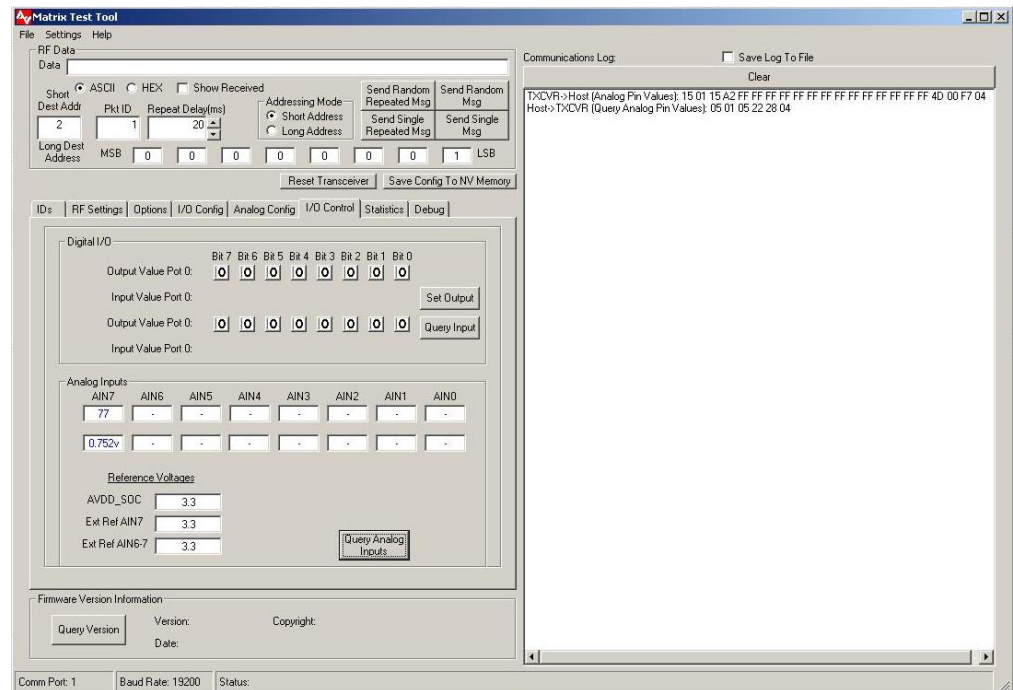 Matrix Test Tool
File Settings Help
RF Data
Data
Short Dest Addr
ASCII HEX Show Received
Pkt ID
Repeat Delay(ms)
2 1 20
Addressing Mode
Short Address
Long Address
Send Random Repeated Msg
Send Random Msg
Send Single Repeated Msg
Send Single Msg
Long Dest Address
MSB 0 0 0 0 0 0 0 1 LSB
Reset Transceiver Save Config To NV Memory
IDs RF Settings Options I/O Config Analog Config I/O Control Statistics Debug
Digital I/O
Bit 7 Bit 6 Bit 5 Bit 4 Bit 3 Bit 2 Bit 1 Bit 0
Output Value Pot 0: 0 0 0 0 0 0 0 0
Input Value Port 0:
Set Output
Output Value Pot 0: 0 0 0 0 0 0 0 0
Query Input
Input Value Port 0:
Analog Inputs
AIN7 AIN6 AIN5 AIN4 AIN3 AIN2 AIN1 AIN0
77 - - - - - - -
0.752v - - - - - - -
Reference Voltages
AVDD_SOC 3.3
Ext Ref AIN7 3.3
Ext Ref AIN6-7 3.3
Query Analog Inputs
Firmware Version Information
Query Version
Version: Copyright:
Date:
Comm Port: 1 Baud Rate: 19200 Status:
Communications Log: Save Log To File
Clear
TXCVR->Host (Analog Pin Values): 15 01 15 A2 FF FF FF FF FF FF FF FF FF FF FF FF FF FF 4D 00 F7 04
Host->TXCVR (Query Analog Pin Values): 05 01 05 22 28 04